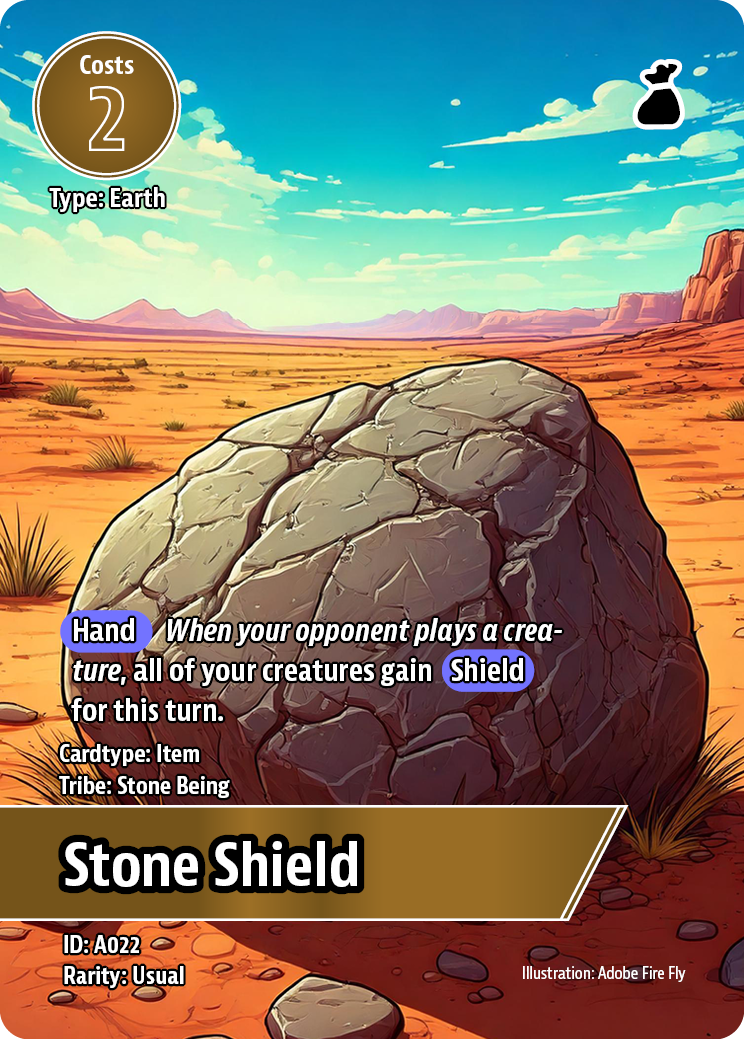 Costs
2
Type: Earth
Hand When your opponent plays a crea-
ture, all of your creatures gain Shield
for this turn.
Cardtype: Item
Tribe: Stone Being
Stone Shield
ID: A022
Rarity: Usual
Illustration: Adobe Fire Fly